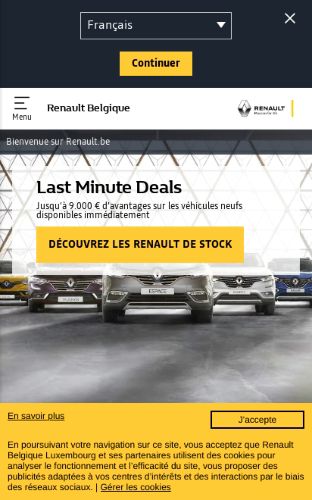 Français
Continuer
Menu
Renault Belgique
RENAULT
Bienvenue sur Renault.be
Last Minute Deals
Jusqu'à 9.000 € d'avantages sur les véhicules neufs
disponibles immédiatement
DÉCOUVREZ LES RENAULT DE STOCK
ESPACE
En savoir plus
J'accepte
En poursuivant votre navigation sur ce site, vous acceptez que Renault
Belgique Luxembourg et ses partenaires utilisent des cookies pour
analyser le fonctionnement et l'efficacité du site, vous proposer des
publicités adaptées à vos centres d'intérêts et des interactions par le biais
des réseaux sociaux. | Gérer les cookies